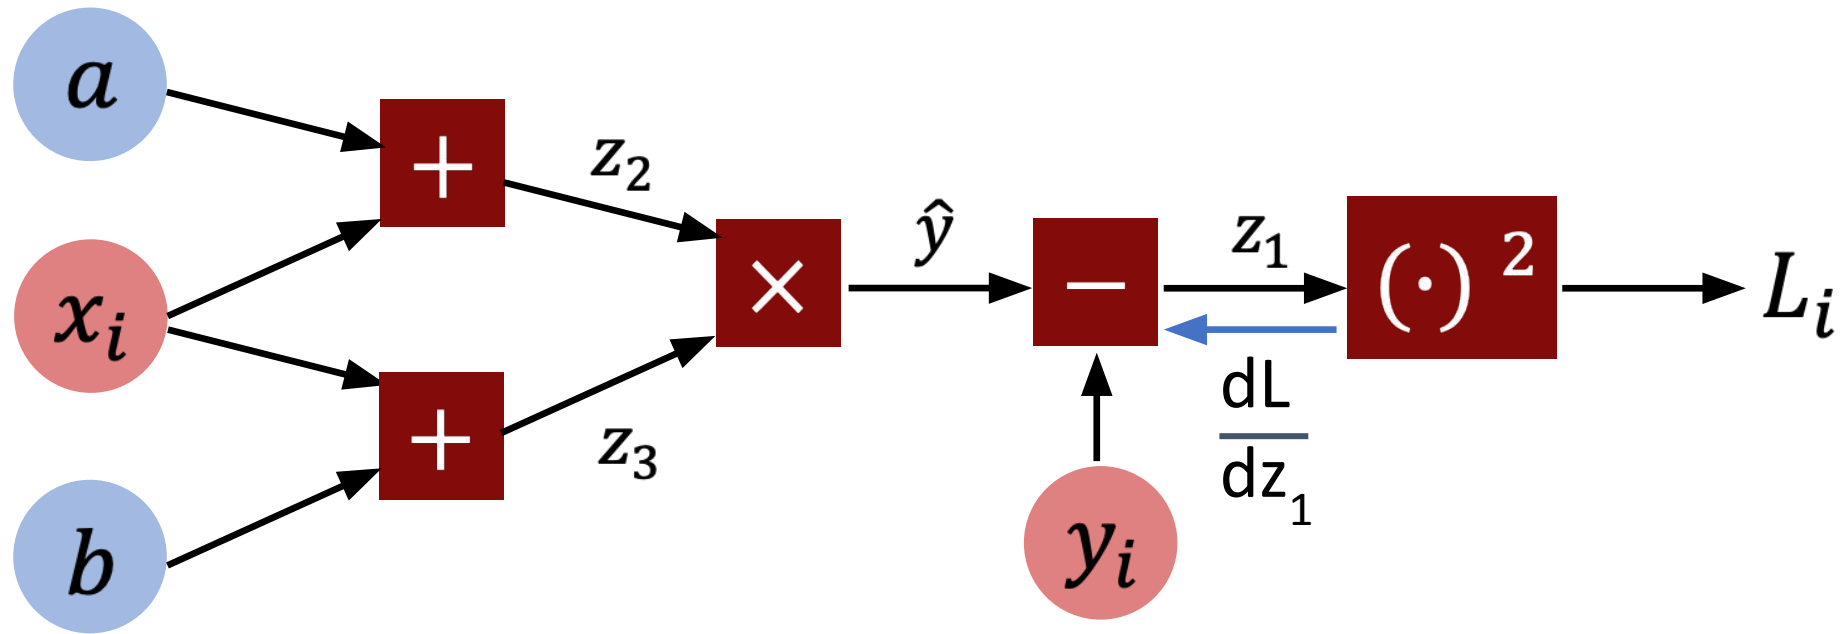 a
+
z₂
xᵢ
×
ŷ
−
z₁
(·)²
Lᵢ
dL
dz₁
+
z₃
b
yᵢ